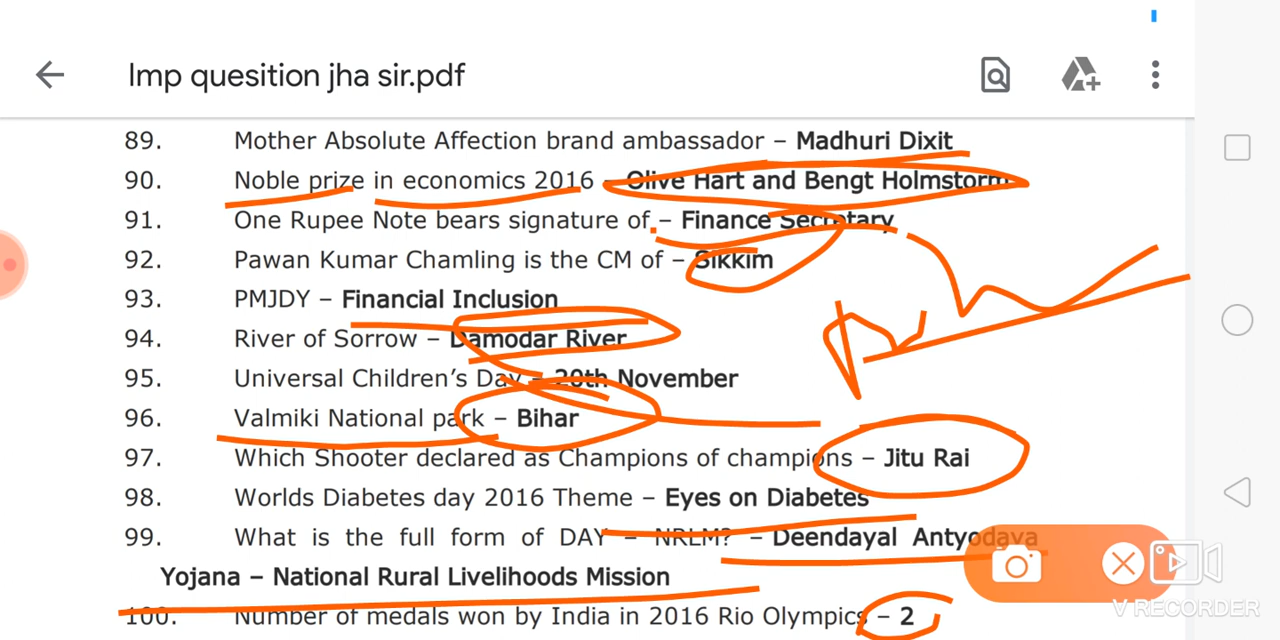 Imp quesition jha sir.pdf
89. Mother Absolute Affection brand ambassador – Madhuri Dixit
90. Noble prize in economics 2016 – Olive Hart and Bengt Holmstorm
91. One Rupee Note bears signature of – Finance Secretary
92. Pawan Kumar Chamling is the CM of – Sikkim
93. PMJDY – Financial Inclusion
94. River of Sorrow – Damodar River
95. Universal Children's Day – 20th November
96. Valmiki National park – Bihar
97. Which Shooter declared as Champions of champions – Jitu Rai
98. Worlds Diabetes day 2016 Theme – Eyes on Diabetes
99. What is the full form of DAY – NRLM? – Deendayal Antyodaya
Yojana – National Rural Livelihoods Mission
100. Number of medals won by India in 2016 Rio Olympics – 2
V RECORDER